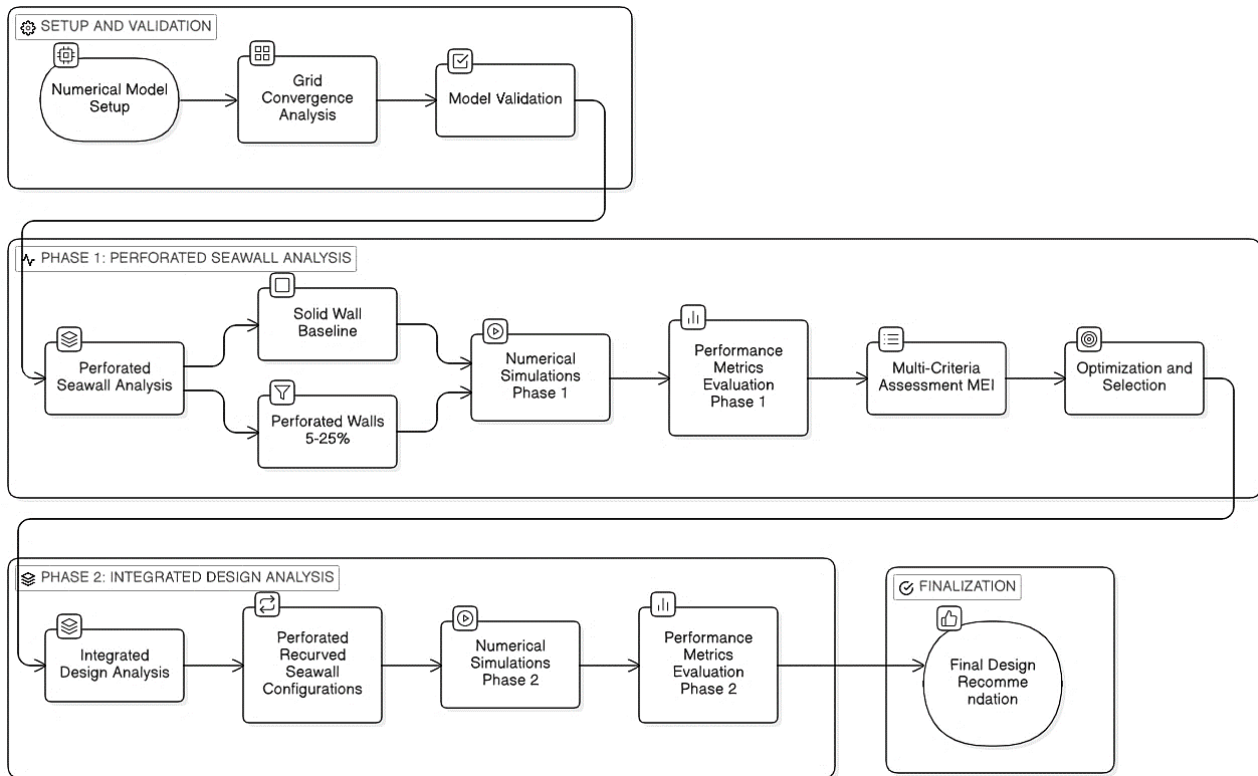 SETUP AND VALIDATION
Numerical Model
Setup
Grid
Convergence
Analysis
Model Validation
PHASE 1: PERFORATED SEAWALL ANALYSIS
Perforated
Seawall Analysis
Solid Wall
Baseline
Perforated Walls
5-25%
Numerical
Simulations
Phase 1
Performance
Metrics
Evaluation
Phase 1
Multi-Criteria
Assessment MEI
Optimization and
Selection
PHASE 2: INTEGRATED DESIGN ANALYSIS
Integrated
Design Analysis
Perforated
Recurved
Seawall
Configurations
Numerical
Simulations
Phase 2
Performance
Metrics
Evaluation
Phase 2
FINALIZATION
Final Design
Recomme
ndation